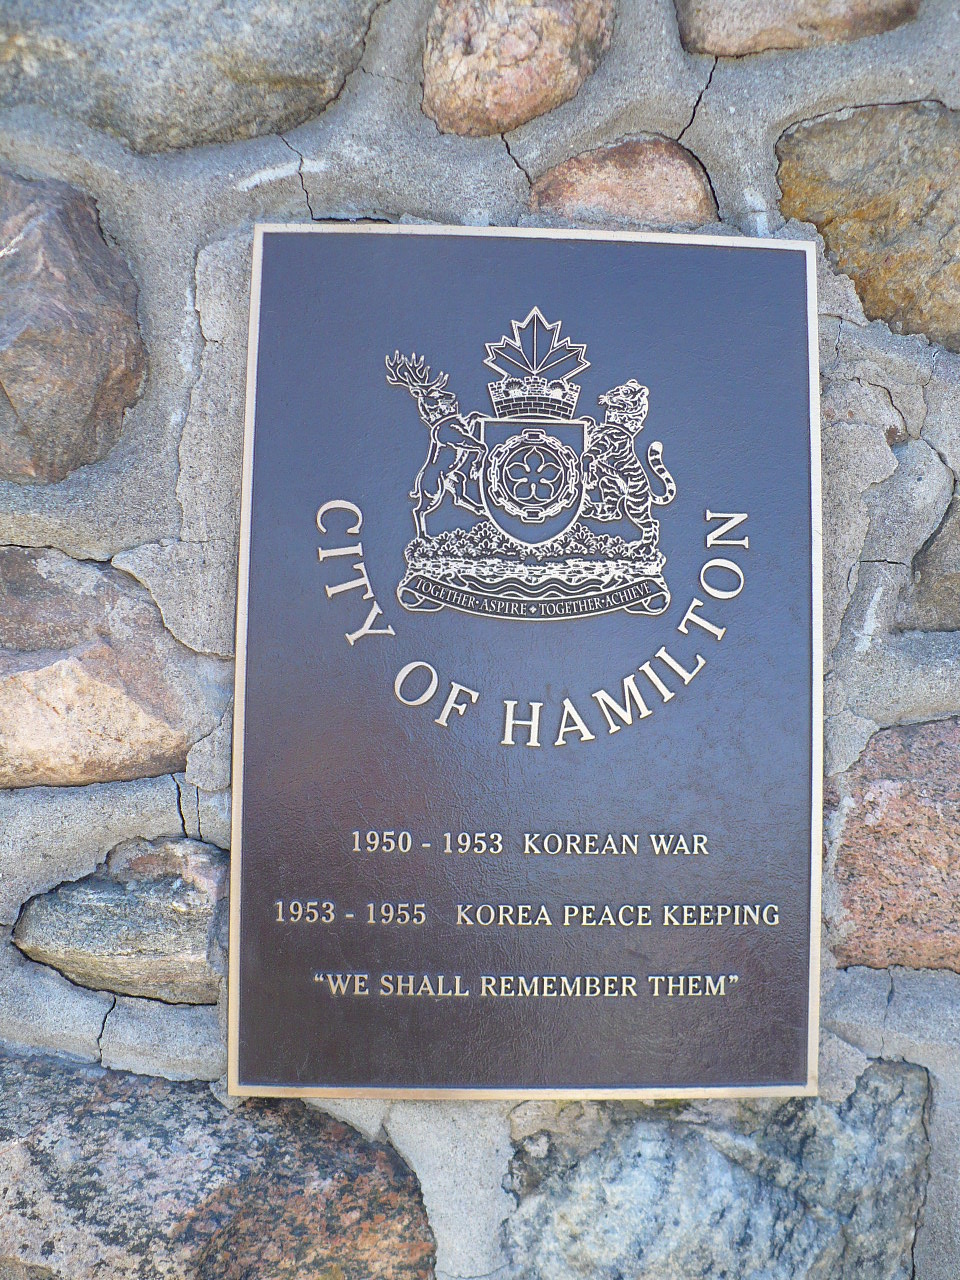 TOGETHER · ASPIRE + TOGETHER · ACHIEVE
CITY OF HAMILTON
1950 - 1953 KOREAN WAR
1953 - 1955 KOREA PEACE KEEPING
“WE SHALL REMEMBER THEM”